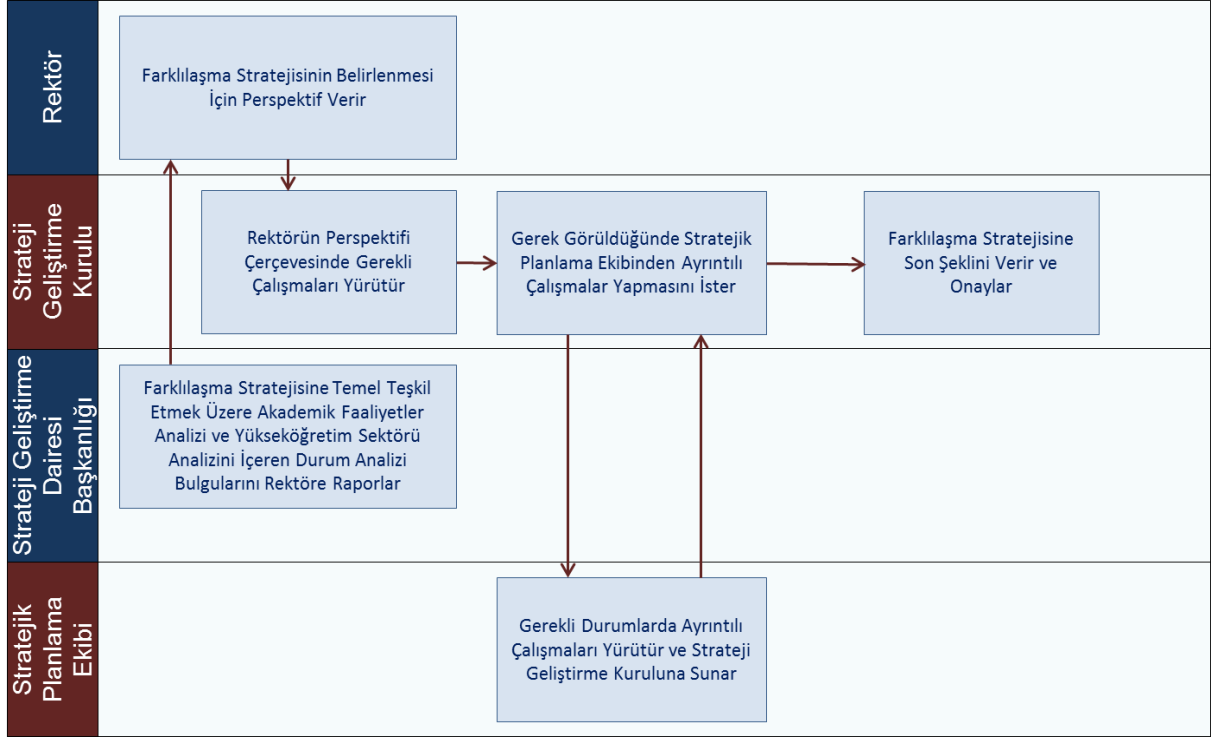 Rektör
Farklılaşma Stratejisinin Belirlenmesi
İçin Perspektif Verir
Strateji
Geliştirme
Kurulu
Rektörün Perspektifi
Çerçevesinde Gerekli
Çalışmaları Yürütür
Gerek Görüldüğünde Stratejik
Planlama Ekibinden Ayrıntılı
Çalışmalar Yapmasını İster
Farklılaşma Stratejisine
Son Şeklini Verir ve
Onaylar
Strateji Geliştirme
Dairesi
Başkanlığı
Farklılaşma Stratejisine Temel Teşkil
Etmek Üzere Akademik Faaliyetler
Analizi ve Yükseköğretim Sektörü
Analizini İçeren Durum Analizi
Bulgularını Rektöre Raporlar
Stratejik
Planlama
Ekibi
Gerekli Durumlarda Ayrıntılı
Çalışmaları Yürütür ve Strateji
Geliştirme Kuruluna Sunar